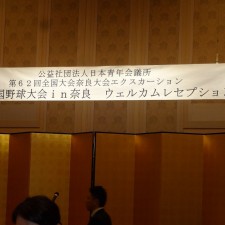 公益社団法人日本青年会議所
第62回全国大会奈良大会エクスカーション
国野球大会in奈良 ウェルカムレセプション